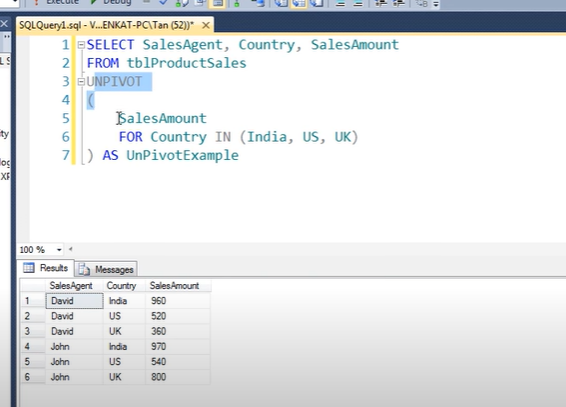 Execute Debug
SQLQuery1.sql - V...ENKAT-PC\Tan (52))* ×
1 SELECT SalesAgent, Country, SalesAmount
2 FROM tblProductSales
3 UNPIVOT
4 (
5 SalesAmount
6 FOR Country IN (India, US, UK)
7 ) AS UnPivotExample
100 %
Results Messages
SalesAgent Country SalesAmount
1 David India 960
2 David US 520
3 David UK 360
4 John India 970
5 John US 540
6 John UK 800